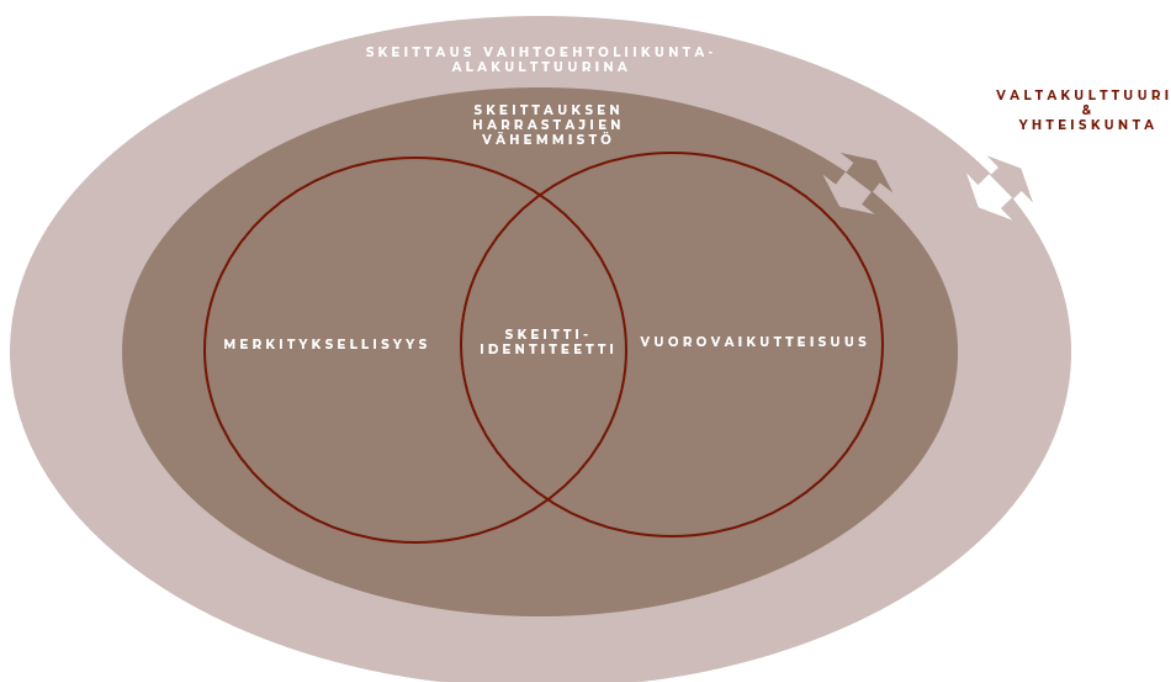 SKEITTAUS VAIHTOEHTOLIIKUNTA-
ALAKULTTUURINA
VALTAKULTTUURI
&
YHTEISKUNTA
SKEITTAUKSEN
HARRASTAJIEN
VÄHEMMISTÖ
MERKITYKSELLISYYS
SKEITTI-
IDENTITEETTI
VUOROVAIKUTTEISUUS